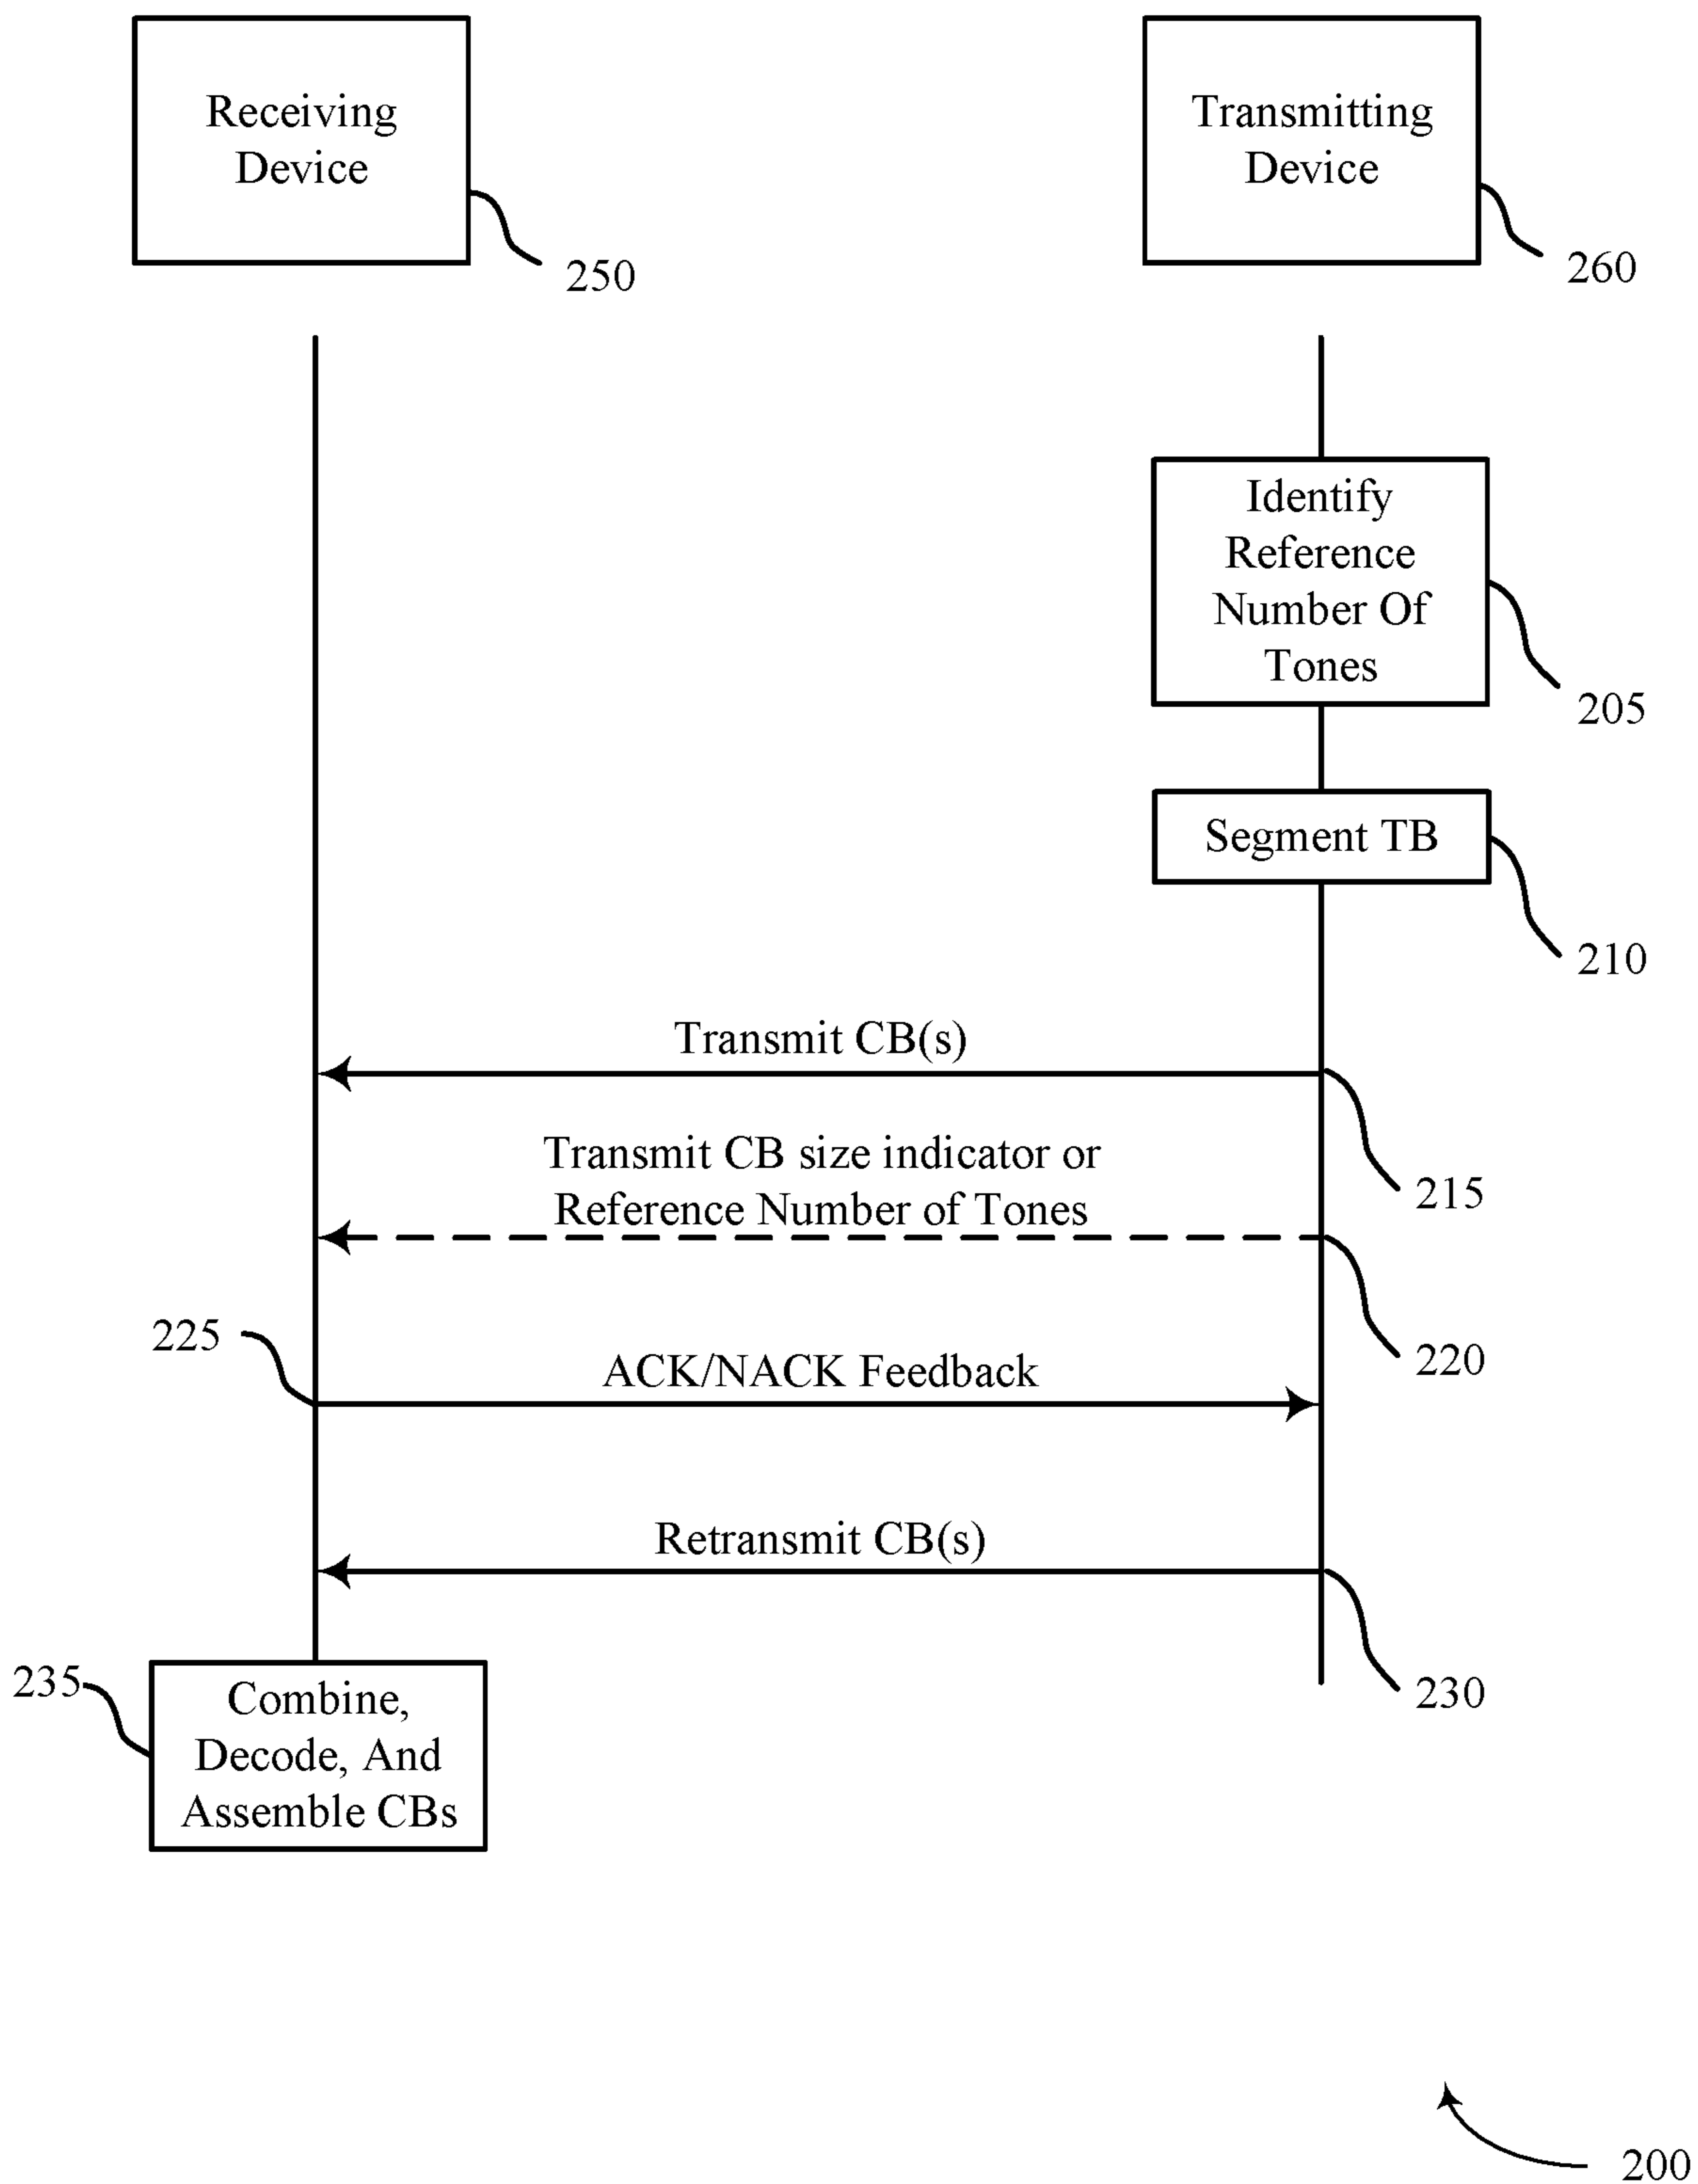 Receiving
Device
250
Transmitting
Device
260
Identify
Reference
Number Of
Tones
205
Segment TB
210
Transmit CB(s)
215
Transmit CB size indicator or
Reference Number of Tones
220
225
ACK/NACK Feedback
Retransmit CB(s)
230
235
Combine,
Decode, And
Assemble CBs
200